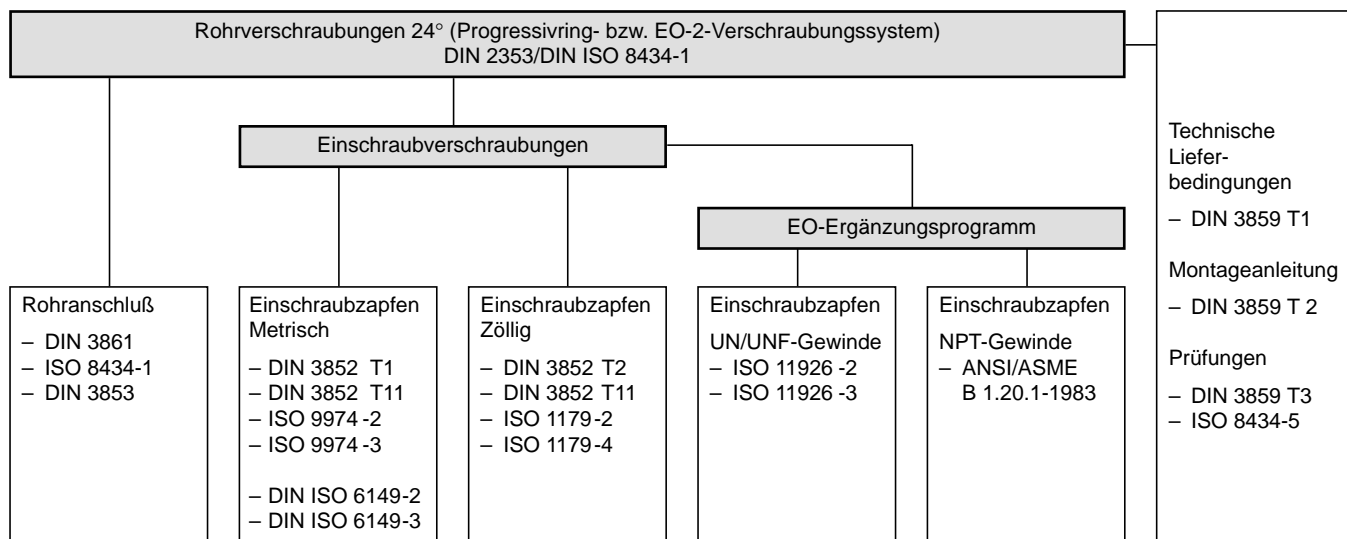 Rohrverschraubungen 24° (Progressivring- bzw. EO-2-Verschraubungssystem)
DIN 2353/DIN ISO 8434-1
Einschraubverschraubungen
EO-Ergänzungsprogramm
Rohranschluß
– DIN 3861
– ISO 8434-1
– DIN 3853
Einschraubzapfen
Metrisch
– DIN 3852 T1
– DIN 3852 T11
– ISO 9974-2
– ISO 9974-3
– DIN ISO 6149-2
– DIN ISO 6149-3
Einschraubzapfen
Zöllig
– DIN 3852 T2
– DIN 3852 T11
– ISO 1179-2
– ISO 1179-4
Einschraubzapfen
UN/UNF-Gewinde
– ISO 11926-2
– ISO 11926-3
Einschraubzapfen
NPT-Gewinde
– ANSI/ASME
B 1.20.1-1983
Technische
Liefer-
bedingungen
– DIN 3859 T1
Montageanleitung
– DIN 3859 T 2
Prüfungen
– DIN 3859 T3
– ISO 8434-5